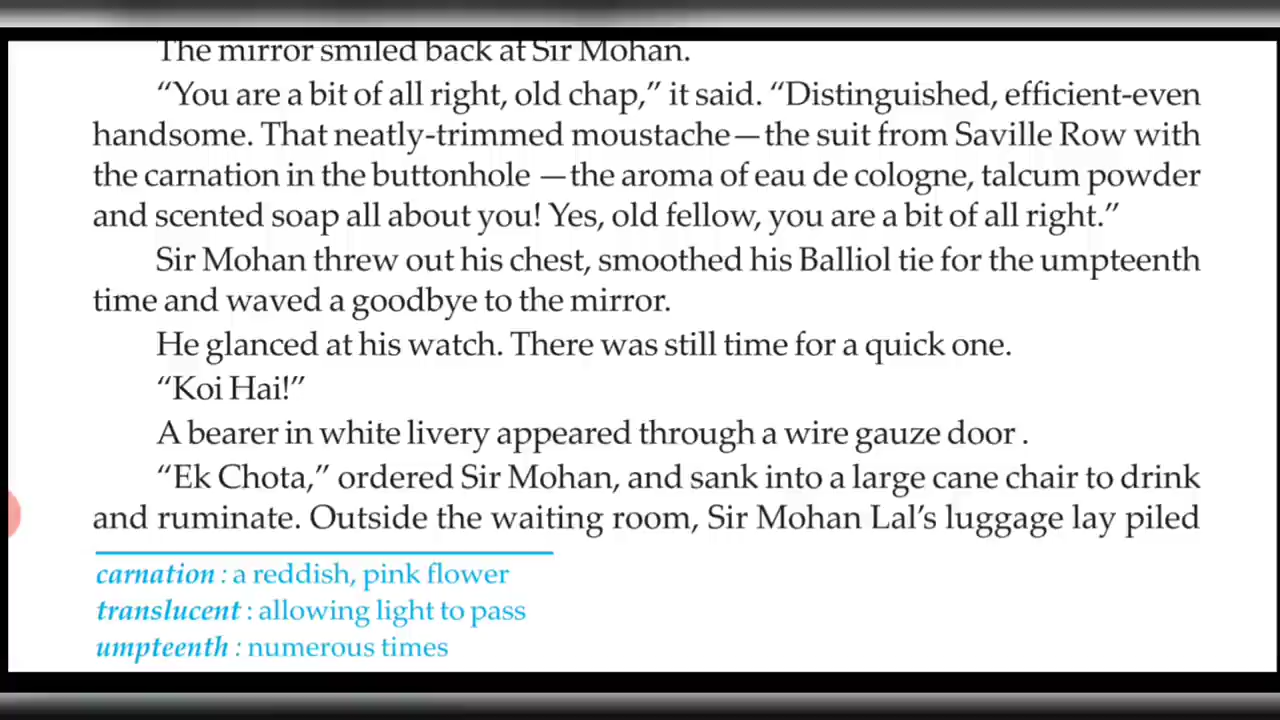 The mirror smiled back at Sir Mohan.
“You are a bit of all right, old chap,” it said. “Distinguished, efficient-even
handsome. That neatly-trimmed moustache—the suit from Saville Row with
the carnation in the buttonhole —the aroma of eau de cologne, talcum powder
and scented soap all about you! Yes, old fellow, you are a bit of all right.”
Sir Mohan threw out his chest, smoothed his Balliol tie for the umpteenth
time and waved a goodbye to the mirror.
He glanced at his watch. There was still time for a quick one.
“Koi Hai!”
A bearer in white livery appeared through a wire gauze door .
“Ek Chota,” ordered Sir Mohan, and sank into a large cane chair to drink
and ruminate. Outside the waiting room, Sir Mohan Lal’s luggage lay piled
carnation : a reddish, pink flower
translucent : allowing light to pass
umpteenth : numerous times